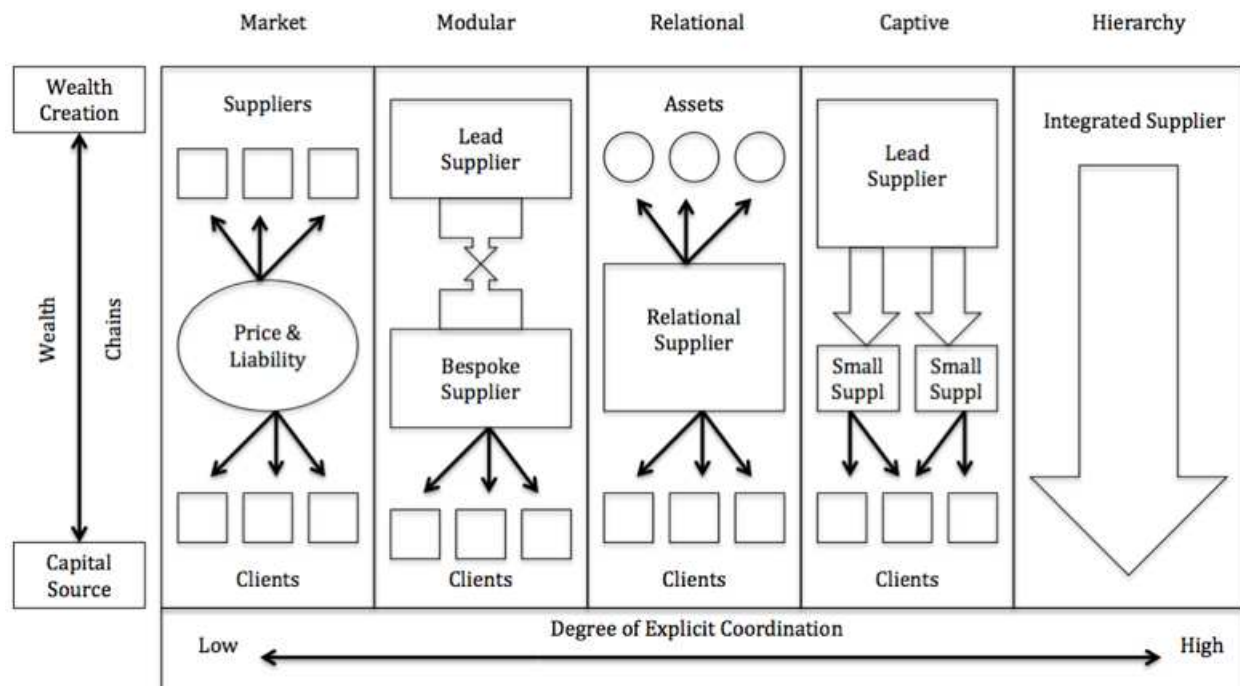 Market
Modular
Relational
Captive
Hierarchy
Wealth
Creation
Wealth
Chains
Capital
Source
Suppliers
Price &
Liability
Clients
Lead
Supplier
Bespoke
Supplier
Clients
Assets
Relational
Supplier
Clients
Lead
Supplier
Small
Suppl
Small
Suppl
Clients
Integrated Supplier
Degree of Explicit Coordination
Low
High